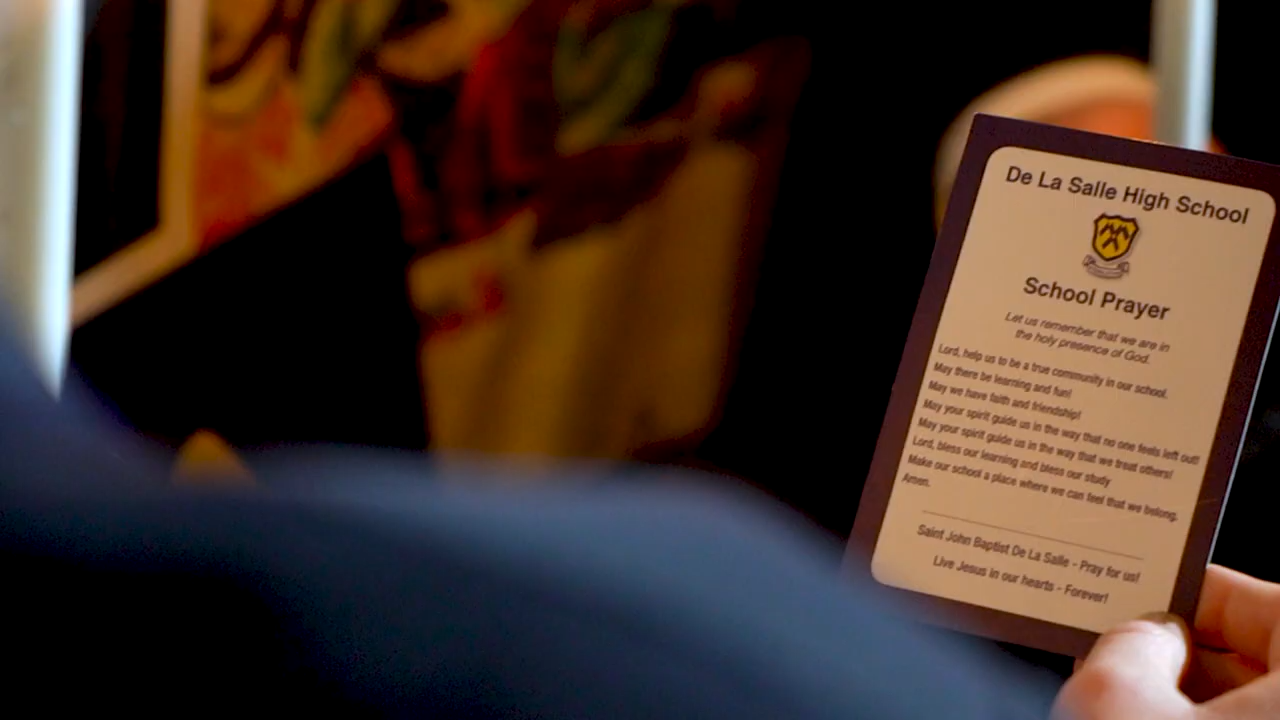 De La Salle High School
School Prayer
Let us remember that we are in
the holy presence of God.
Lord, help us to be a true community in our school.
May there be learning and fun!
May we have faith and friendship!
May your spirit guide us in the way that no one feels left out!
May your spirit guide us in the way that we treat others!
Lord, bless our learning and bless our study
Make our school a place where we can feel that we belong.
Amen.
Saint John Baptist De La Salle - Pray for us!
Live Jesus in our hearts - Forever!